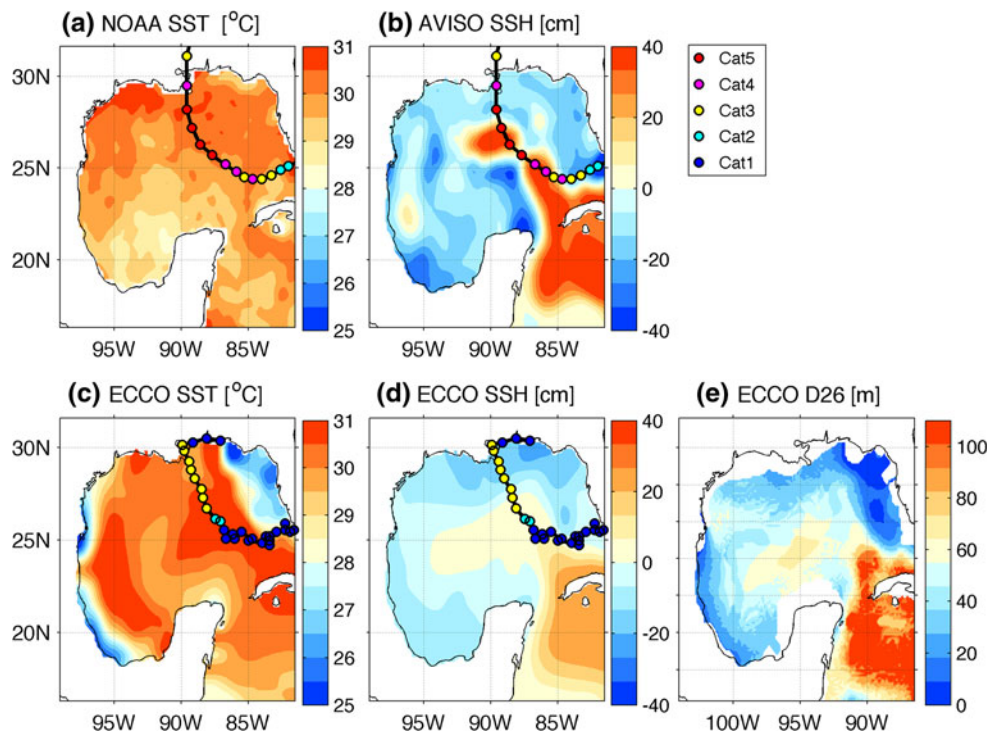 (a) NOAA SST [°C]
(b) AVISO SSH [cm]
30N
25N
20N
95W 90W 85W
31
30
29
28
27
26
25
95W 90W 85W
40
20
0
-20
-40
Cat5
Cat4
Cat3
Cat2
Cat1
(c) ECCO SST [°C]
(d) ECCO SSH [cm]
(e) ECCO D26 [m]
30N
25N
20N
95W 90W 85W
31
30
29
28
27
26
25
95W 90W 85W
40
20
0
-20
-40
100W 95W 90W
100
80
60
40
20
0